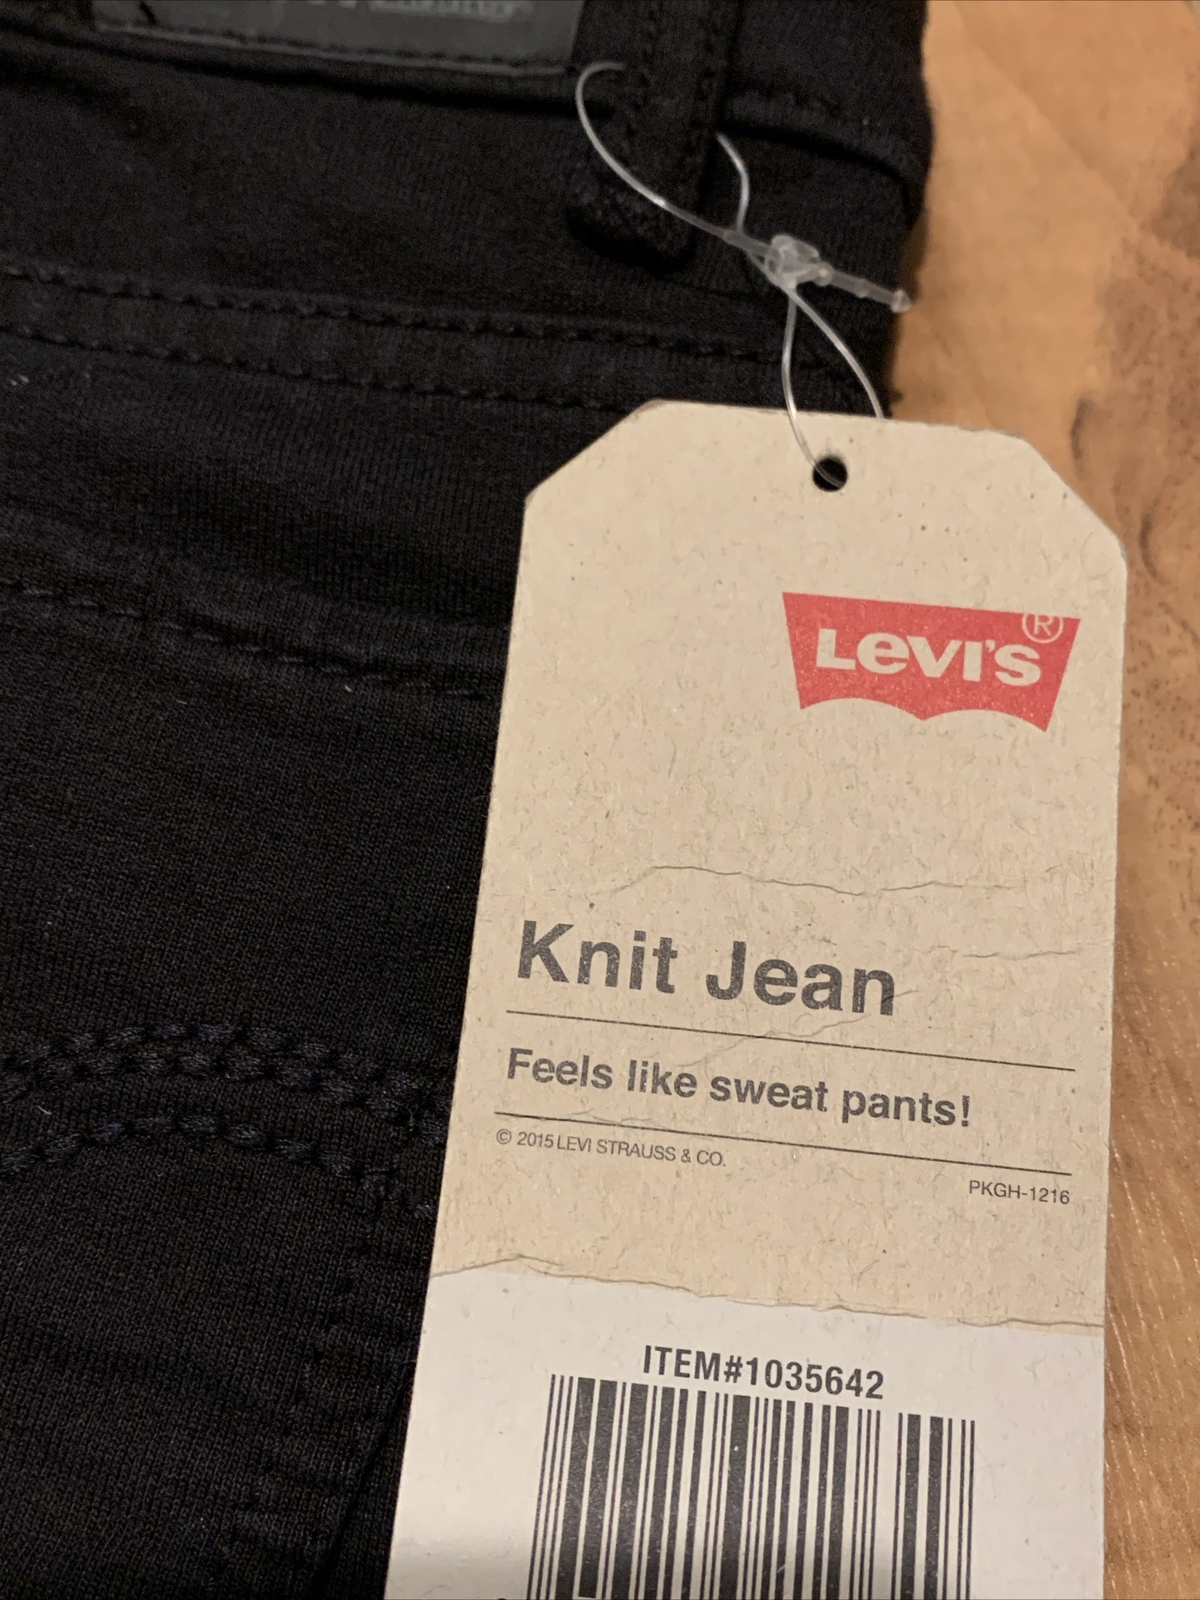 LEVI'S®
Knit Jean
Feels like sweat pants!
© 2015 LEVI STRAUSS & CO.
PKGH-1216
ITEM#1035642